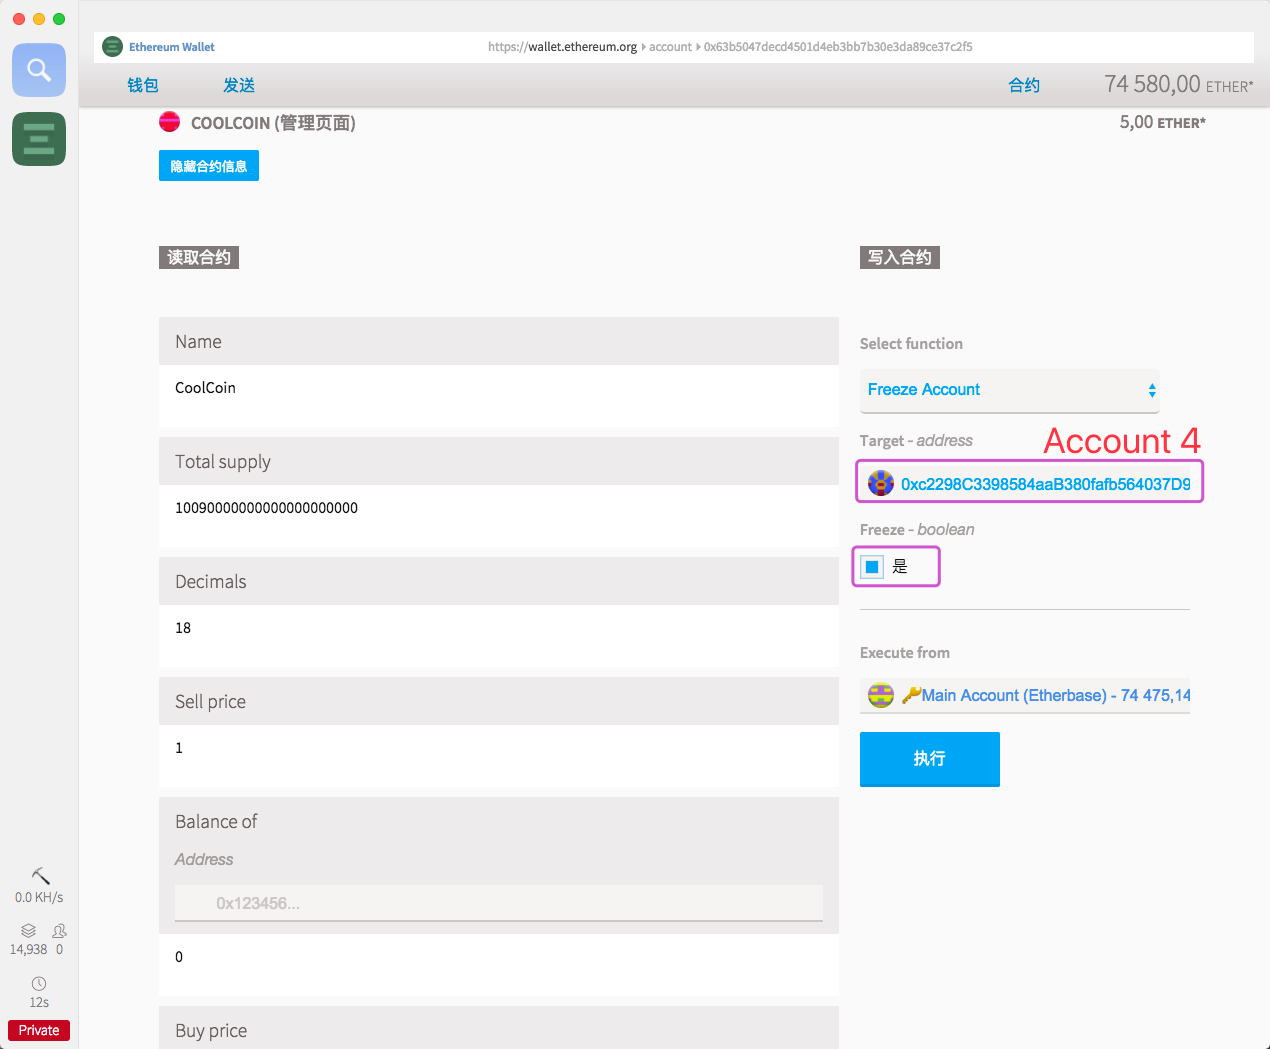 Ethereum Wallet
https://wallet.ethereum.org ▸ account ▸ 0x63b5047decd4501d4eb3bb7b30e3da89ce37c2f5
钱包 发送 合约 74 580,00 ETHER*
COOLCOIN (管理页面) 5,00 ETHER*
隐藏合约信息
读取合约
Name
CoolCoin
Total supply
10090000000000000000000
Decimals
18
Sell price
1
Balance of
Address
0x123456...
0
Buy price
写入合约
Select function
Freeze Account
Target - address
Account 4
0xc2298C3398584aaB380fafb564037D9
Freeze - boolean
是
Execute from
Main Account (Etherbase) - 74 475,14
执行
0.0 KH/s
14,938 0
12s
Private